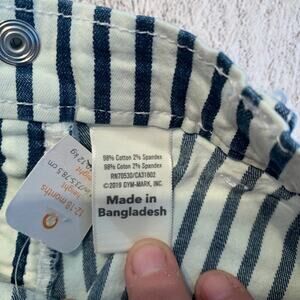 98% Cotton 2% Spandex
98% Cotton 2% Spandex
RN70530/CA31802
©2019 GYM-MARK, INC.
Made in
Bangladesh
12-18 months